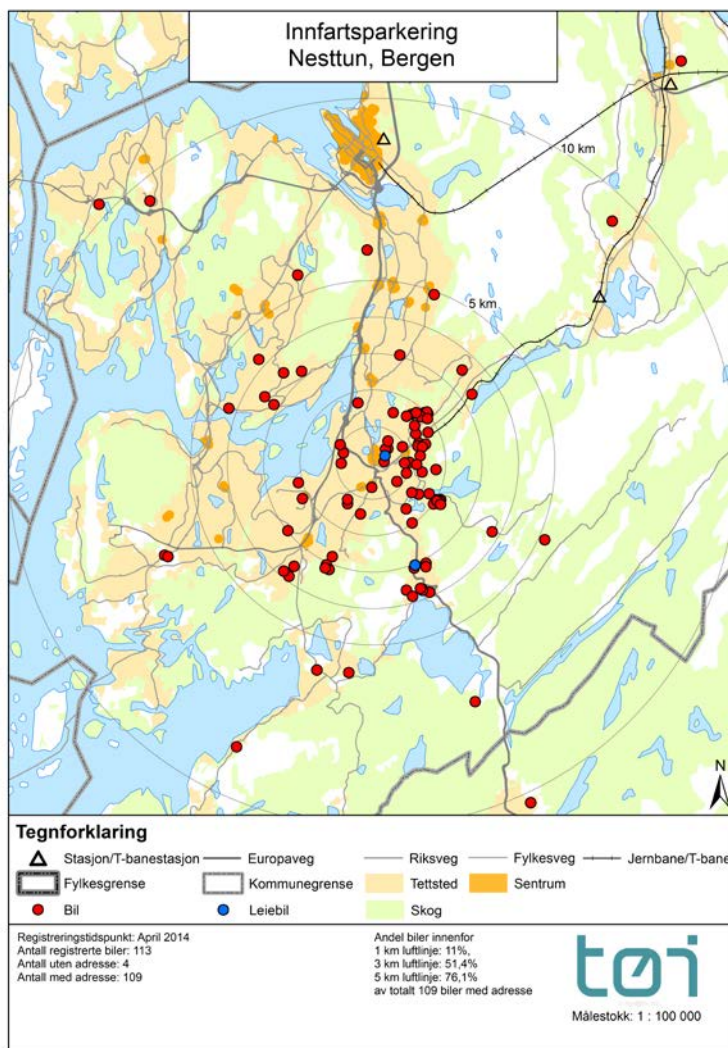 Innfartsparkering
Nesttun, Bergen
10 km
5 km
N
Tegnforklaring
Stasjon/T-banestasjon Europaveg Riksveg Fylkesveg Jernbane/T-bane
Fylkesgrense Kommunegrense Tettsted Sentrum
Bil Leiebil Skog
Registreringstidspunkt: April 2014
Antall registrerte biler: 113
Antall uten adresse: 4
Antall med adresse: 109
Andel biler innenfor
1 km luftlinje: 11%,
3 km luftlinje: 51,4%
5 km luftlinje: 76,1%
av totalt 109 biler med adresse
tøi
Målestokk: 1 : 100 000